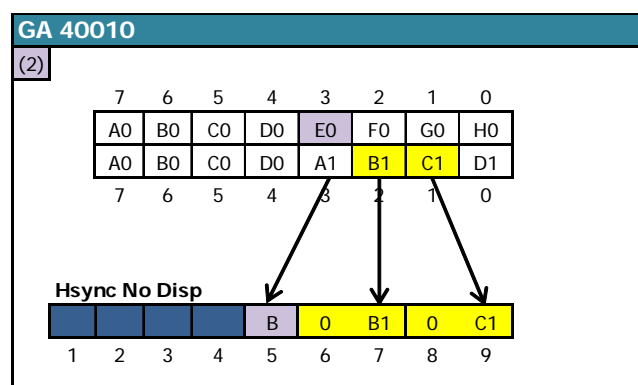 GA 40010
(2)
7 6 5 4 3 2 1 0
A0 B0 C0 D0 E0 F0 G0 H0
A0 B0 C0 D0 A1 B1 C1 D1
7 6 5 4 3 2 1 0
Hsync No Disp
B 0 B1 0 C1
1 2 3 4 5 6 7 8 9